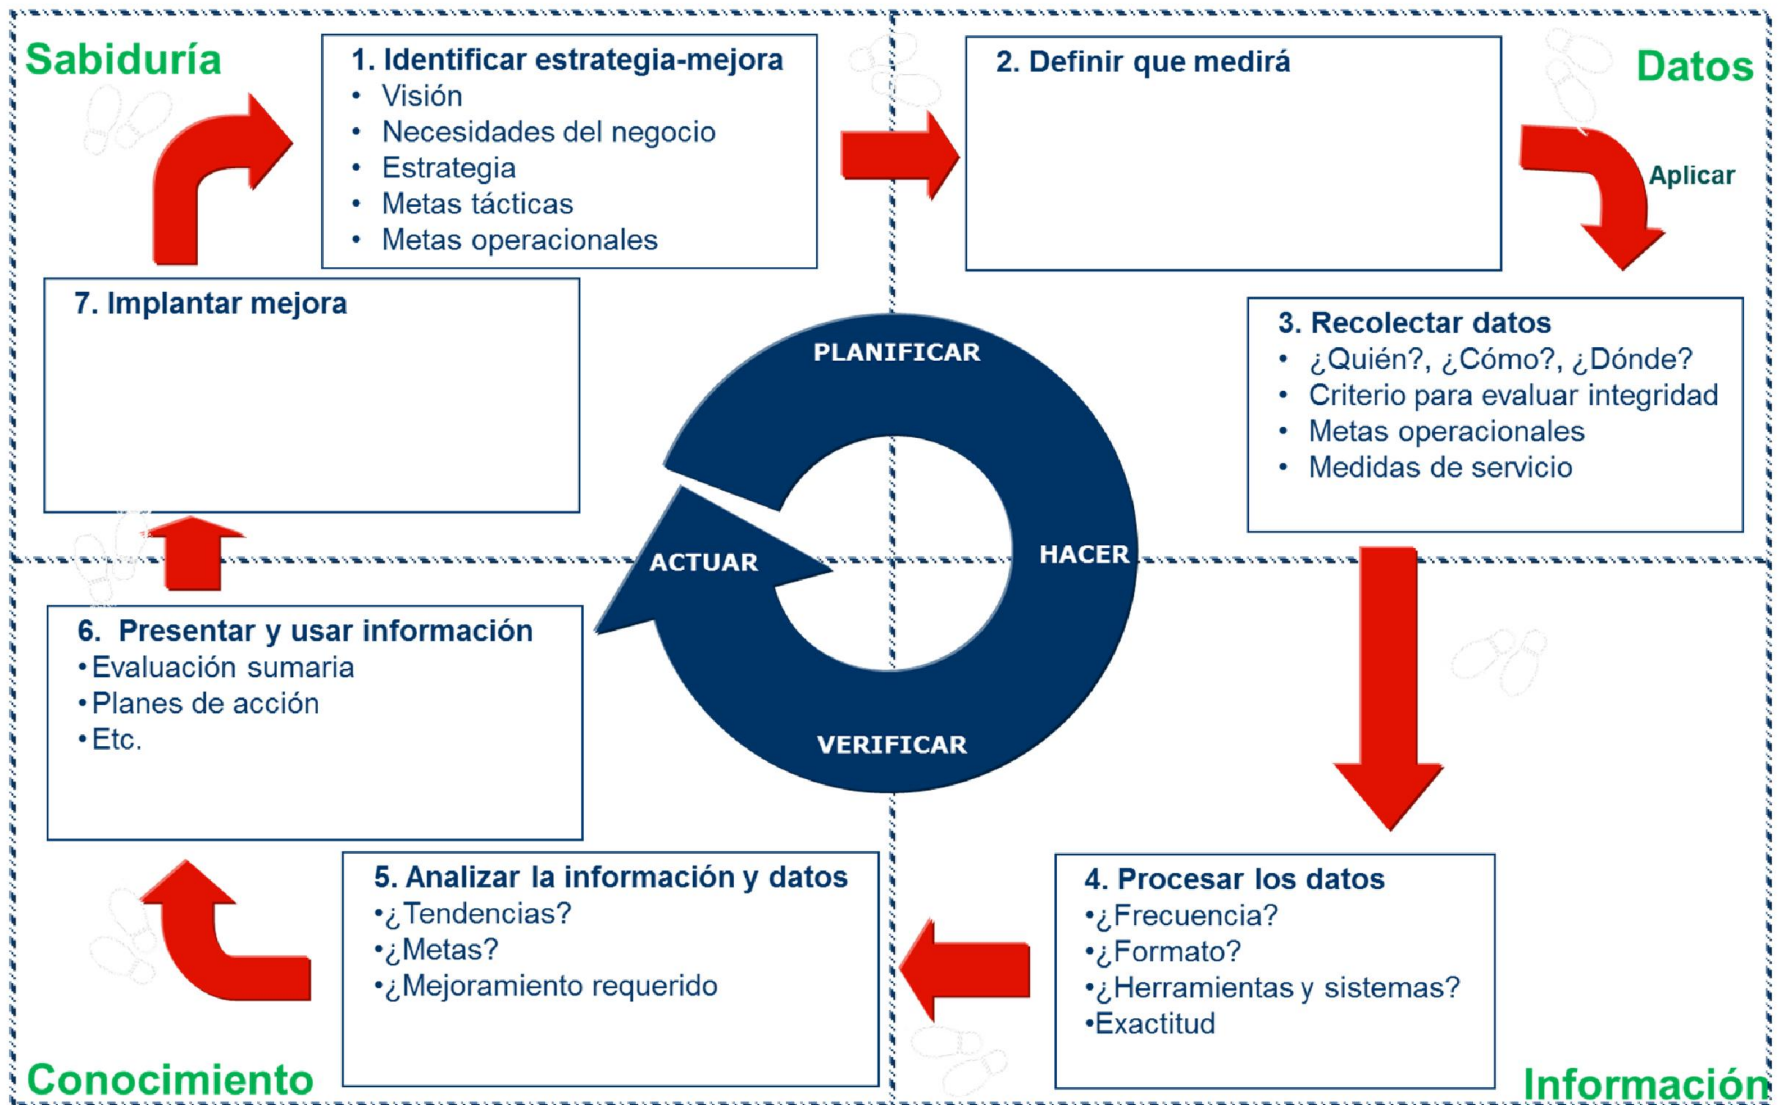 Sabiduría
1. Identificar estrategia-mejora
• Visión
• Necesidades del negocio
• Estrategia
• Metas tácticas
• Metas operacionales
2. Definir que medirá
Datos
Aplicar
3. Recolectar datos
• ¿Quién?, ¿Cómo?, ¿Dónde?
• Criterio para evaluar integridad
• Metas operacionales
• Medidas de servicio
7. Implantar mejora
PLANIFICAR
HACER
VERIFICAR
ACTUAR
6. Presentar y usar información
•Evaluación sumaria
•Planes de acción
•Etc.
5. Analizar la información y datos
•¿Tendencias?
•¿Metas?
•¿Mejoramiento requerido
4. Procesar los datos
•¿Frecuencia?
•¿Formato?
•¿Herramientas y sistemas?
•Exactitud
Conocimiento
Información